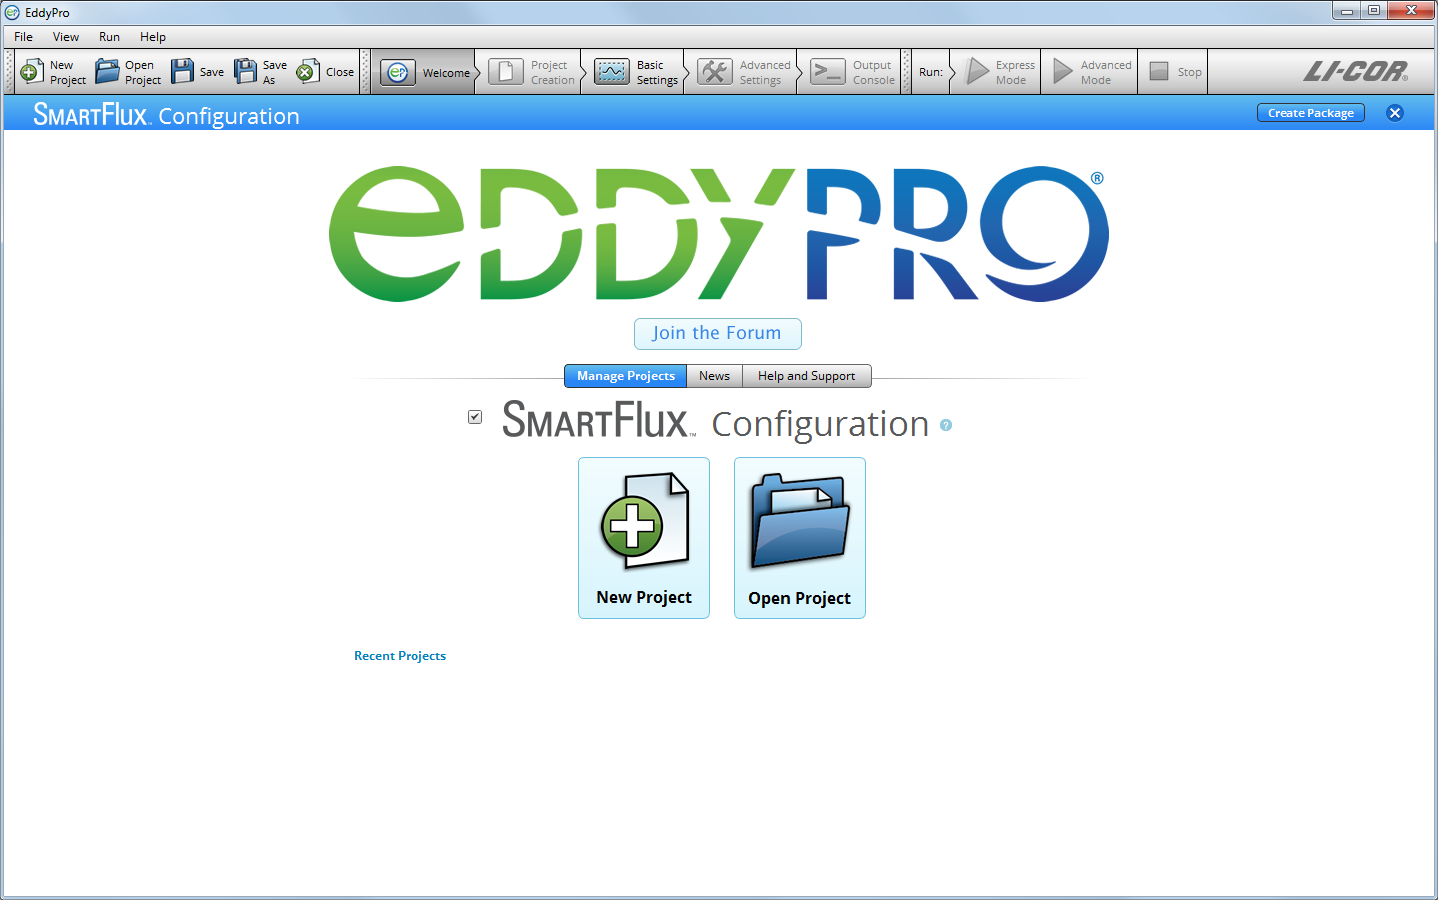 EddyPro
File View Run Help
New Project
Open Project
Save
Save As
Close
Welcome
Project Creation
Basic Settings
Advanced Settings
Output Console
Run:
Express Mode
Advanced Mode
Stop
LI-COR®
SMARTFLUX™ Configuration
Create Package
eDDYPRO®
Join the Forum
Manage Projects
News
Help and Support
SMARTFLUX™ Configuration ?
New Project
Open Project
Recent Projects